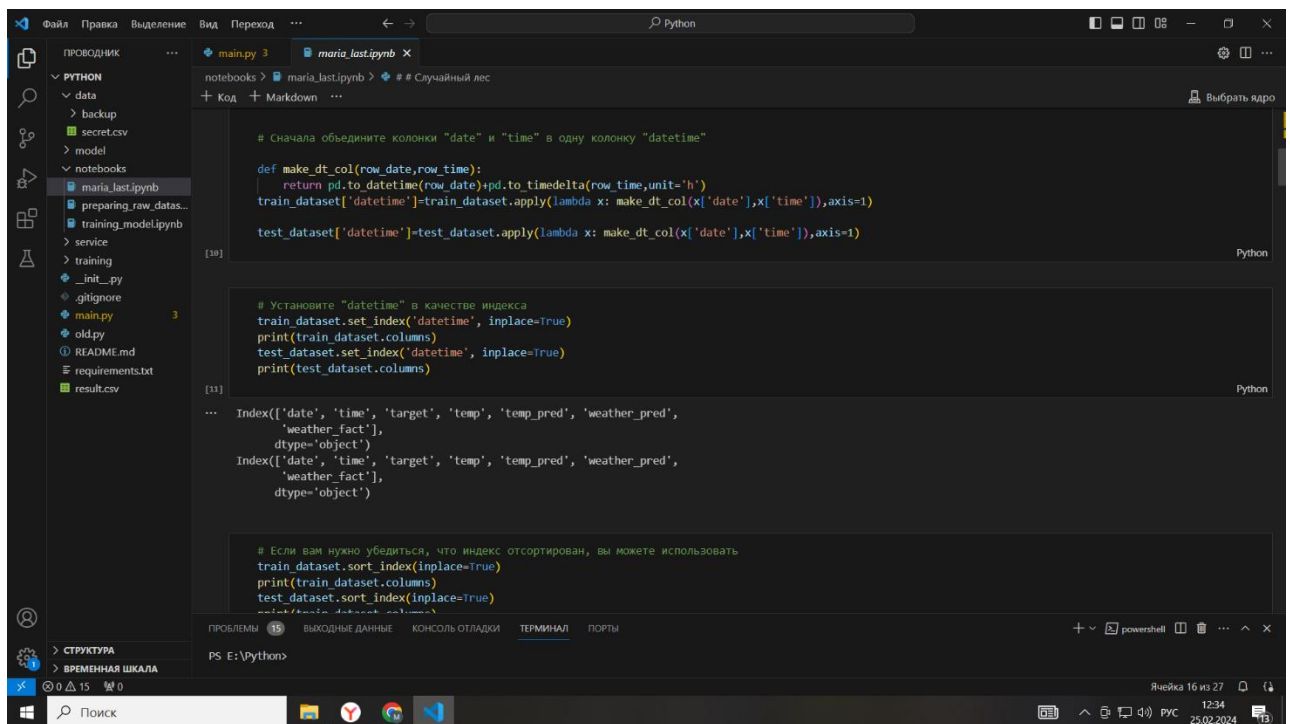 Файл Правка Выделение Вид Переход ··· ← → Python
ПРОВОДНИК ···
PYTHON
data
backup
secret.csv
model
notebooks
maria_last.ipynb
preparing_raw_datas...
training_model.ipynb
service
training
__init__.py
.gitignore
main.py 3
old.py
README.md
requirements.txt
result.csv
СТРУКТУРА
ВРЕМЕННАЯ ШКАЛА
main.py 3 maria_last.ipynb
notebooks > maria_last.ipynb > # # Случайный лес
+ Код + Markdown ··· Выбрать ядро
# Сначала объедините колонки "date" и "time" в одну колонку "datetime"
def make_dt_col(row_date,row_time):
return pd.to_datetime(row_date)+pd.to_timedelta(row_time,unit='h')
train_dataset['datetime']=train_dataset.apply(lambda x: make_dt_col(x['date'],x['time']),axis=1)
test_dataset['datetime']=test_dataset.apply(lambda x: make_dt_col(x['date'],x['time']),axis=1)
[10] Python
# Установите "datetime" в качестве индекса
train_dataset.set_index('datetime', inplace=True)
print(train_dataset.columns)
test_dataset.set_index('datetime', inplace=True)
print(test_dataset.columns)
[11] Python
··· Index(['date', 'time', 'target', 'temp', 'temp_pred', 'weather_pred',
'weather_fact'],
dtype='object')
Index(['date', 'time', 'target', 'temp', 'temp_pred', 'weather_pred',
'weather_fact'],
dtype='object')
# Если вам нужно убедиться, что индекс отсортирован, вы можете использовать
train_dataset.sort_index(inplace=True)
print(train_dataset.columns)
test_dataset.sort_index(inplace=True)
ПРОБЛЕМЫ 15 ВЫХОДНЫЕ ДАННЫЕ КОНСОЛЬ ОТЛАДКИ ТЕРМИНАЛ ПОРТЫ
powershell
PS E:\Python>
1
0 15 0 Ячейка 16 из 27
Поиск РУС 12:34
25.02.2024 13